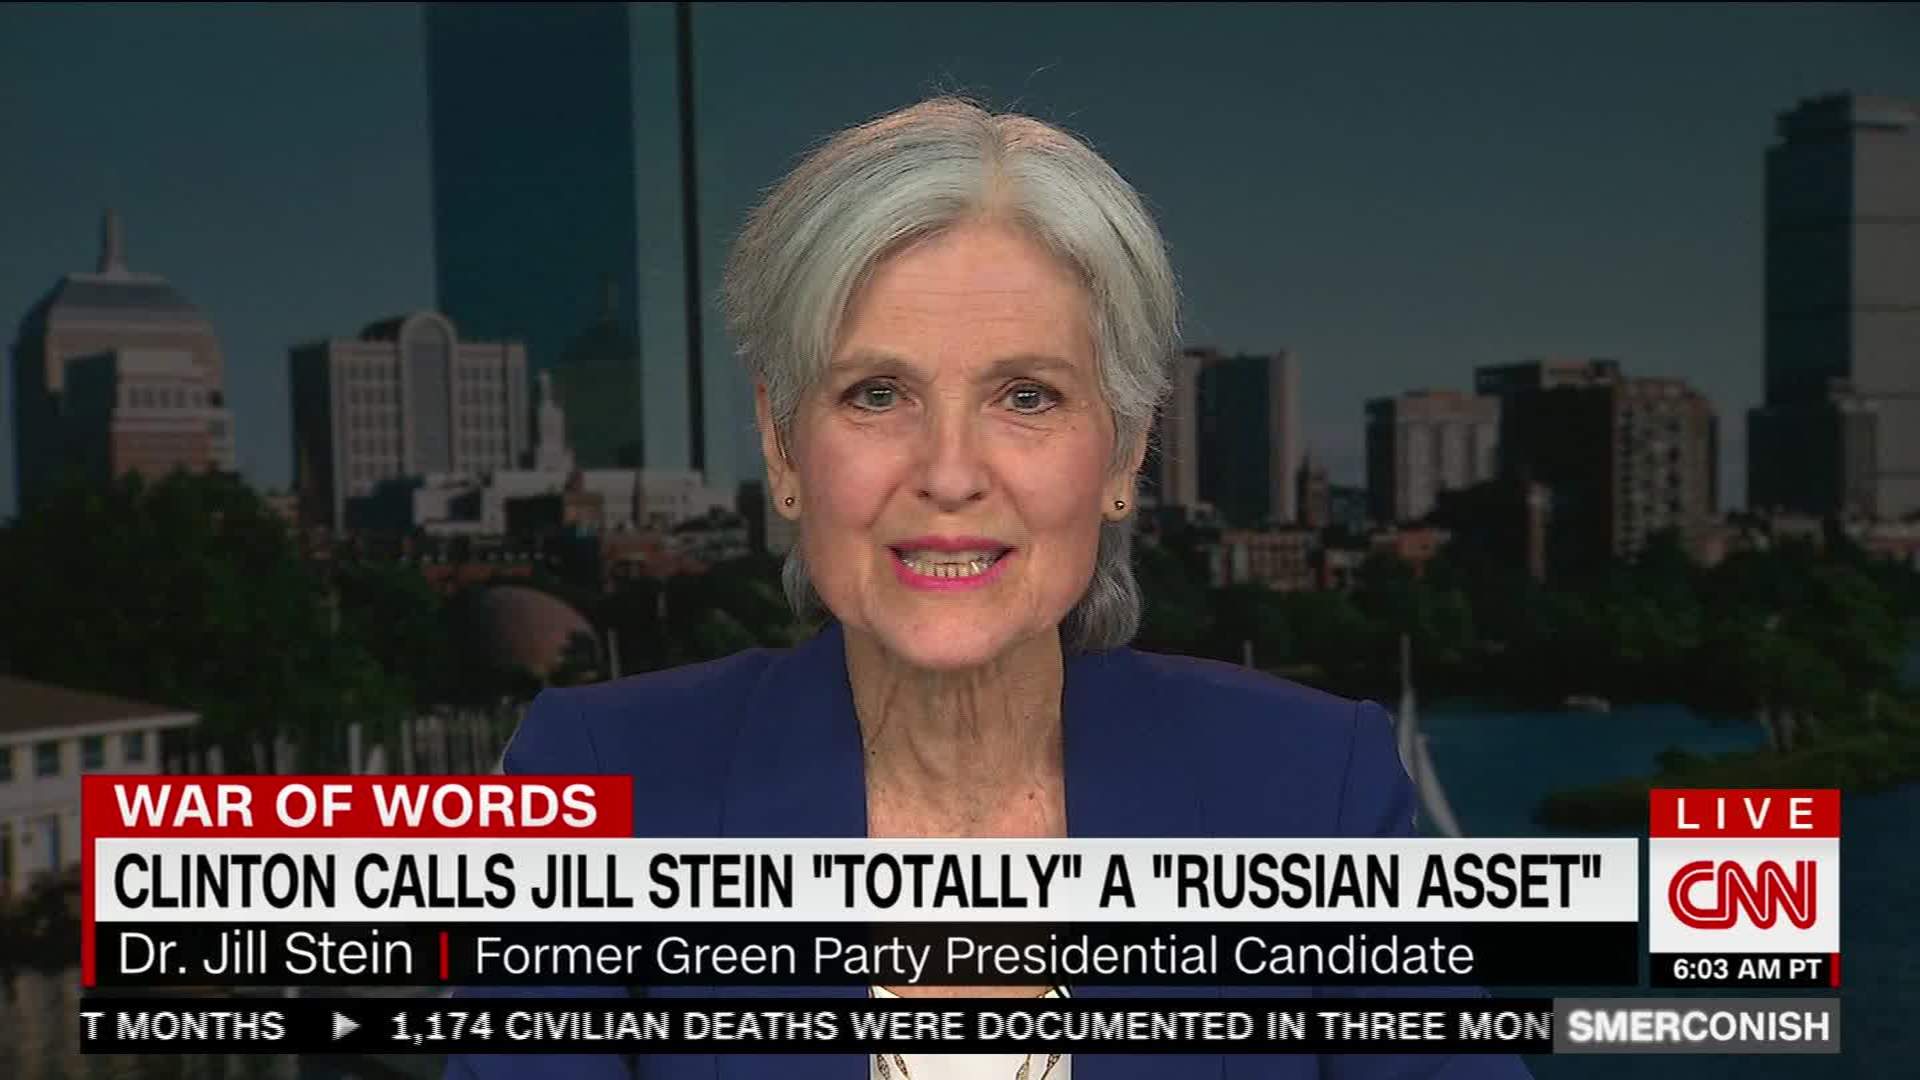 WAR OF WORDS
CLINTON CALLS JILL STEIN "TOTALLY" A "RUSSIAN ASSET"
Dr. Jill Stein | Former Green Party Presidential Candidate
LIVE
CNN
6:03 AM PT
T MONTHS ▶ 1,174 CIVILIAN DEATHS WERE DOCUMENTED IN THREE MON
SMERCONISH